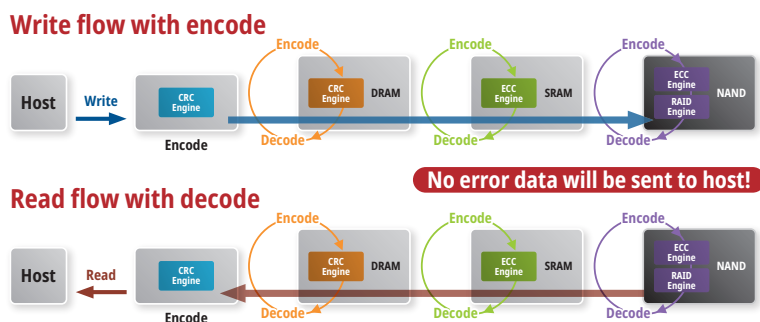 Write flow with encode
Encode
Encode
Encode
Host
Write
CRC
Engine
CRC
Engine
DRAM
ECC
Engine
SRAM
ECC
Engine
RAID
Engine
NAND
Encode
Decode
Decode
Decode
No error data will be sent to host!
Read flow with decode
Encode
Encode
Encode
Host
Read
CRC
Engine
CRC
Engine
DRAM
ECC
Engine
SRAM
ECC
Engine
RAID
Engine
NAND
Encode
Decode
Decode
Decode